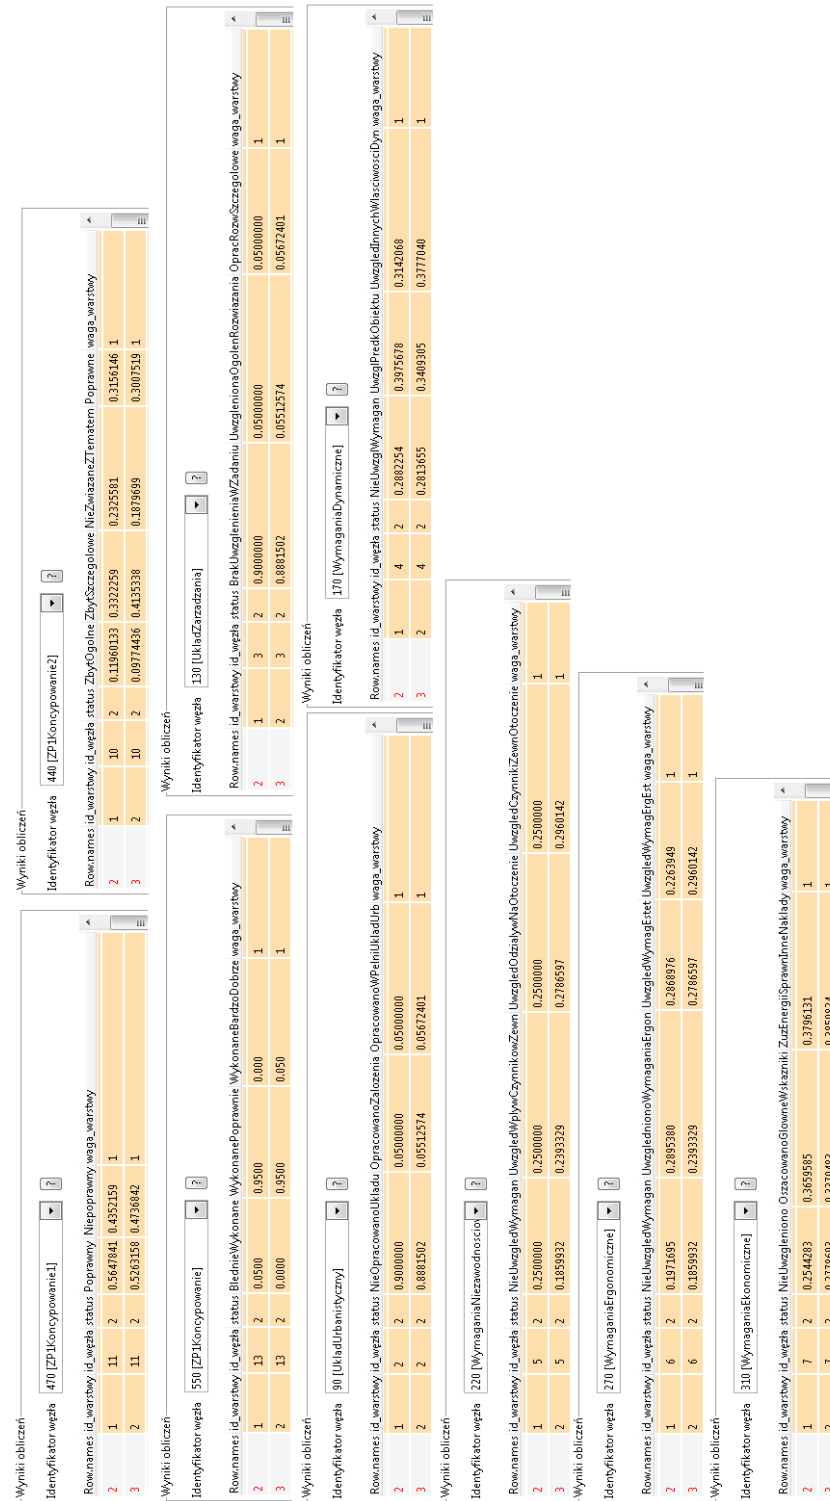 Wyniki obliczeń
Identyfikator węzła 470 [ZP1Koncypowanie1] ?
Row.names id_warstwy id_węzła status Poprawny Niepoprawny waga_warstwy
2 1 11 2 0.5647841 0.4352159 1
3 2 11 2 0.5263158 0.4736842 1
Wyniki obliczeń
Identyfikator węzła 440 [ZP1Koncypowanie2] ?
Row.names id_warstwy id_węzła status ZbytOgolne ZbytSzczegolowe NieZwiazaneZTematem Poprawne waga_warstwy
2 1 10 2 0.11960133 0.3322259 0.2325581 0.3156146 1
3 2 10 2 0.09774436 0.4135338 0.1879699 0.3007519 1
Wyniki obliczeń
Identyfikator węzła 550 [ZP1Koncypowanie] ?
Row.names id_warstwy id_węzła status BlednieWykonane WykonanePoprawnie WykonaneBardzoDobrze waga_warstwy
2 1 13 2 0.0500 0.9500 0.000 1
3 2 13 2 0.0000 0.9500 0.050 1
Wyniki obliczeń
Identyfikator węzła 130 [UkladZarzadzania] ?
Row.names id_warstwy id_węzła status BrakUwzglenieniaWZadaniu UwzglenionaOgolenRozwiazania OpracRozwSzczegolowe waga_warstwy
2 1 3 2 0.9000000 0.05000000 0.05000000 1
3 2 3 2 0.8881502 0.05512574 0.05672401 1
Wyniki obliczeń
Identyfikator węzła 90 [UkladUrbanistyczny] ?
Row.names id_warstwy id_węzła status NieOpracowanoUkladu OpracowanoZalozenia OpracowanoWPelniUkladUrb waga_warstwy
2 1 2 2 0.9000000 0.05000000 0.05000000 1
3 2 2 2 0.8881502 0.05512574 0.05672401 1
Wyniki obliczeń
Identyfikator węzła 170 [WymaganiaDynamiczne] ?
Row.names id_warstwy id_węzła status NieUwzglWymagan UwzglPredkObiektu UwzgledInnychWlasciwosciDyn waga_warstwy
2 1 4 2 0.2882254 0.3975678 0.3142068 1
3 2 4 2 0.2813655 0.3409305 0.3777040 1
Wyniki obliczeń
Identyfikator węzła 220 [WymaganiaNiezawodnosciow ?
Row.names id_warstwy id_węzła status NieUwzgledWymagan UwzgledWplywCzynnikowZewn UwzgledOdzialywNaOtoczenie UwzgledCzynnikiZewnOtoczenie waga_warstwy
2 1 5 2 0.2500000 0.2500000 0.2500000 0.2500000 1
3 2 5 2 0.1859932 0.2393329 0.2786597 0.2960142 1
Wyniki obliczeń
Identyfikator węzła 270 [WymaganiaErgonomiczne] ?
Row.names id_warstwy id_węzła status NieUwzgledWymagan UwzglednionoWymaganiaErgon UwzgledWymagEstet UwzgledWymagErgEst waga_warstwy
2 1 6 2 0.1971695 0.2895380 0.2868976 0.2263949 1
3 2 6 2 0.1859932 0.2393329 0.2786597 0.2960142 1
Wyniki obliczeń
Identyfikator węzła 310 [WymaganiaEkonomiczne] ?
Row.names id_warstwy id_węzła status NieUwzgleniono OszacowanoGlowneWskazniki ZuzEnergiiSprawnInneNaklady waga_warstwy
2 1 7 2 0.2544283 0.3659585 0.3796131 1
3 2 7 2 1